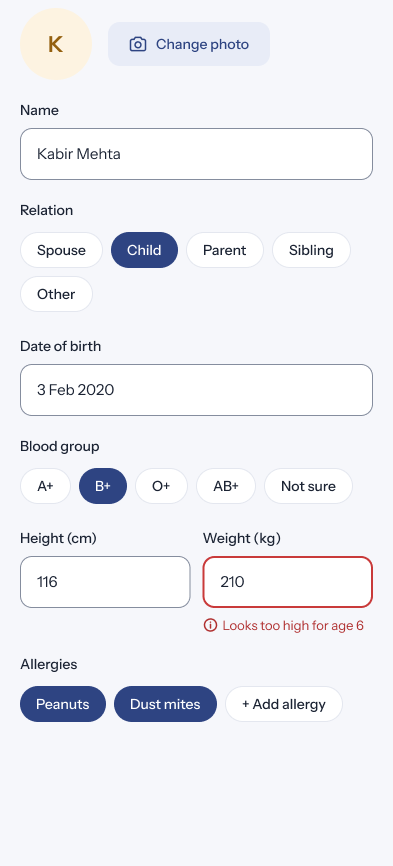 K
Change photo
Name
Kabir Mehta
Relation
Spouse Child Parent Sibling
Other
Date of birth
3 Feb 2020
Blood group
A+ B+ O+ AB+ Not sure
Height (cm) Weight (kg)
116 210
Looks too high for age 6
Allergies
Peanuts Dust mites + Add allergy